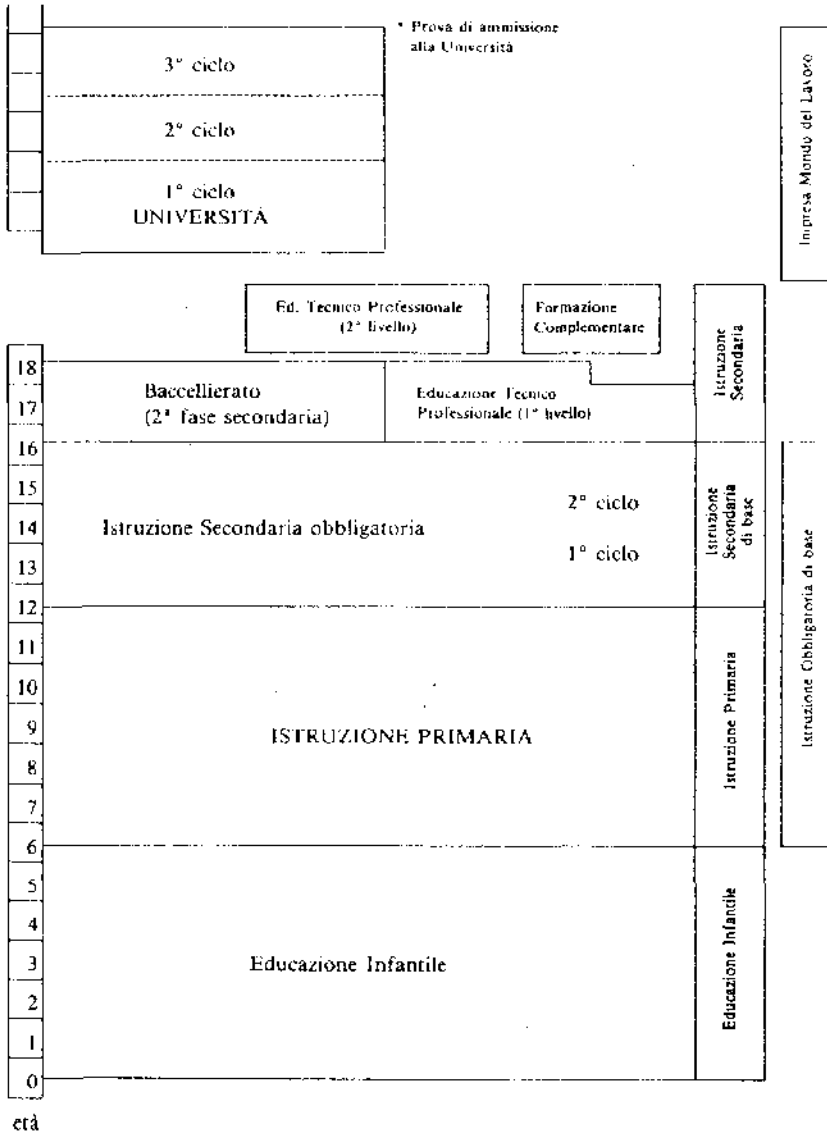 * Prova di ammissione
alla Università
3° ciclo
2° ciclo
1° ciclo
UNIVERSITÀ
Impresa Mondo del Lavoro
Ed. Tecnico Professionale
(2° livello)
Formazione
Complementare
Istruzione
Secondaria
18
17
Baccellierato
(2ª fase secondaria)
Educazione Tecnico
Professionale (1° livello)
16
15
14
13
Istruzione Secondaria obbligatoria
2° ciclo
1° ciclo
Istruzione
Secondaria
di base
Istruzione Obbligatoria di base
12
11
10
9
8
7
ISTRUZIONE PRIMARIA
Istruzione Primaria
6
5
4
3
2
1
0
Educazione Infantile
Educazione Infantile
età